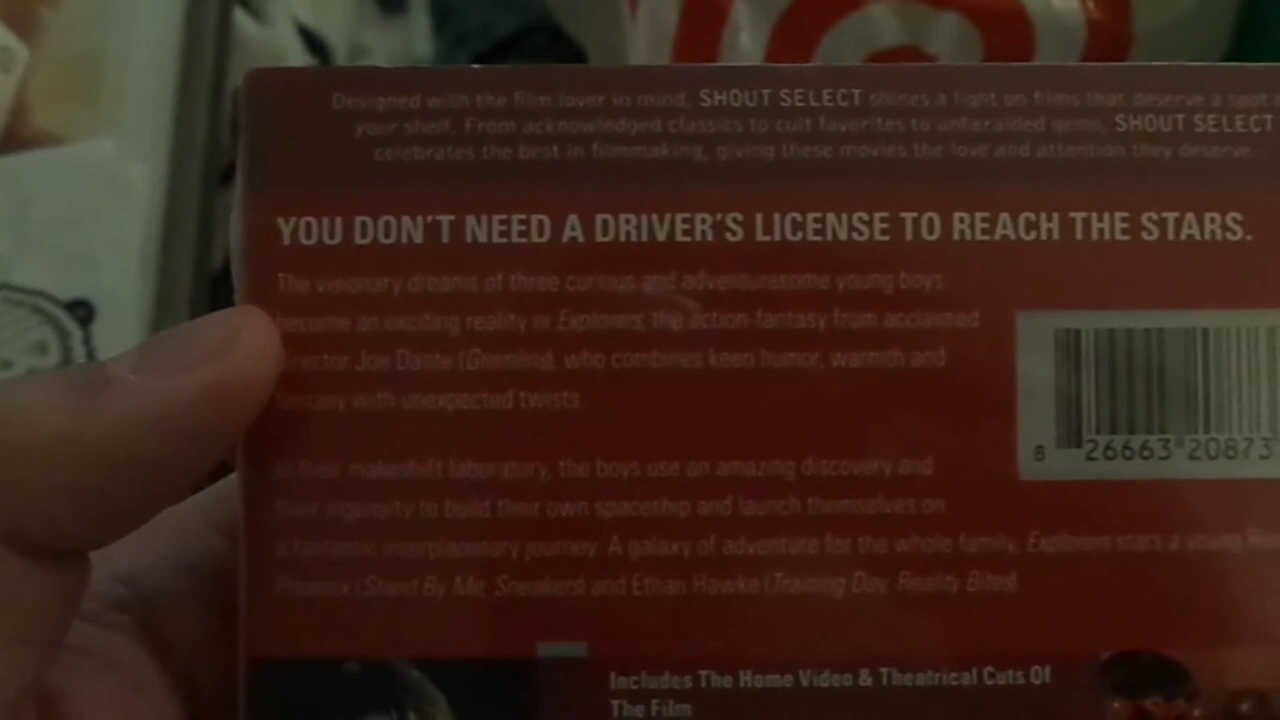 Designed with the film lover in mind, SHOUT SELECT shines a light on films that deserve a spot
your shelf. From acknowledged classics to cult favorites to unheralded gems, SHOUT SELECT
celebrates the best in filmmaking, giving these movies the love and attention they deserve.
YOU DON'T NEED A DRIVER'S LICENSE TO REACH THE STARS.
The visionary dreams of three curious and adventuresome young boys
become an exciting reality in Explorers, the action-fantasy from acclaimed
director Joe Dante (Gremlins), who combines keen humor, warmth and
fantasy with unexpected twists.
In their makeshift laboratory, the boys use an amazing discovery and
their ingenuity to build their own spaceship and launch themselves on
a fantastic interplanetary journey. A galaxy of adventure for the whole family, Explorers stars a young
Phoenix (Stand By Me, Sneakers) and Ethan Hawke (Training Day, Reality Bites)
8 26663 20873
Includes The Home Video & Theatrical Cuts Of
The Film